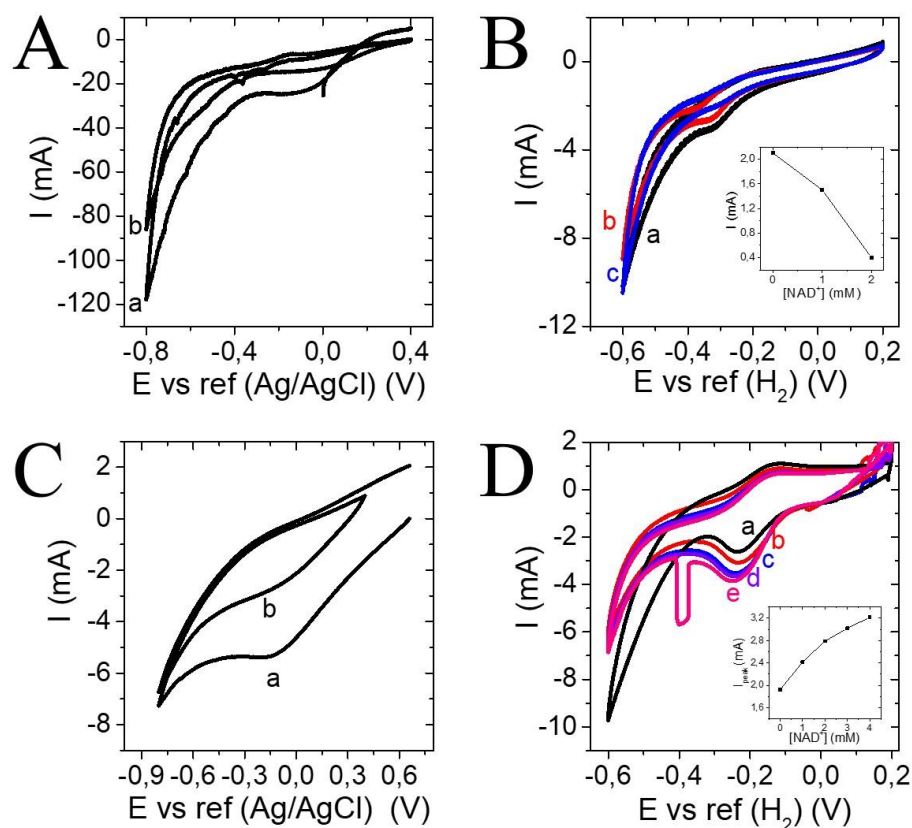 A
0
-20
-40
-60
-80
-100
-120
I (mA)
b
a
-0,8
-0,4
0,0
0,4
E vs ref (Ag/AgCl) (V)
B
0
-4
-8
-12
I (mA)
b
a
c
2,0
1,6
1,2
0,8
0,4
I (mA)
0
1
2
[NAD⁺] (mM)
-0,6
-0,4
-0,2
0,0
0,2
E vs ref (H₂) (V)
C
2
0
-2
-4
-6
-8
I (mA)
b
a
-0,9
-0,6
-0,3
0,0
0,3
0,6
E vs ref (Ag/AgCl) (V)
D
2
0
-2
-4
-6
-8
-10
I (mA)
a
b
c
d
e
3,2
2,8
2,4
2,0
1,6
I peak (mA)
0
1
2
3
4
[NAD⁺] (mM)
-0,6
-0,4
-0,2
0,0
0,2
E vs ref (H₂) (V)